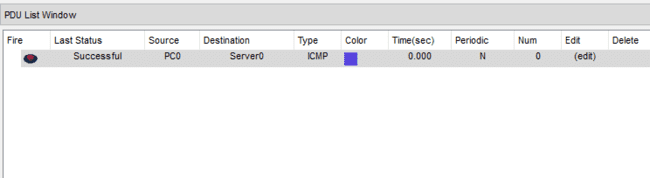 PDU List Window
Fire Last Status Source Destination Type Color Time(sec) Periodic Num Edit Delete
Successful PC0 Server0 ICMP 0.000 N 0 (edit)